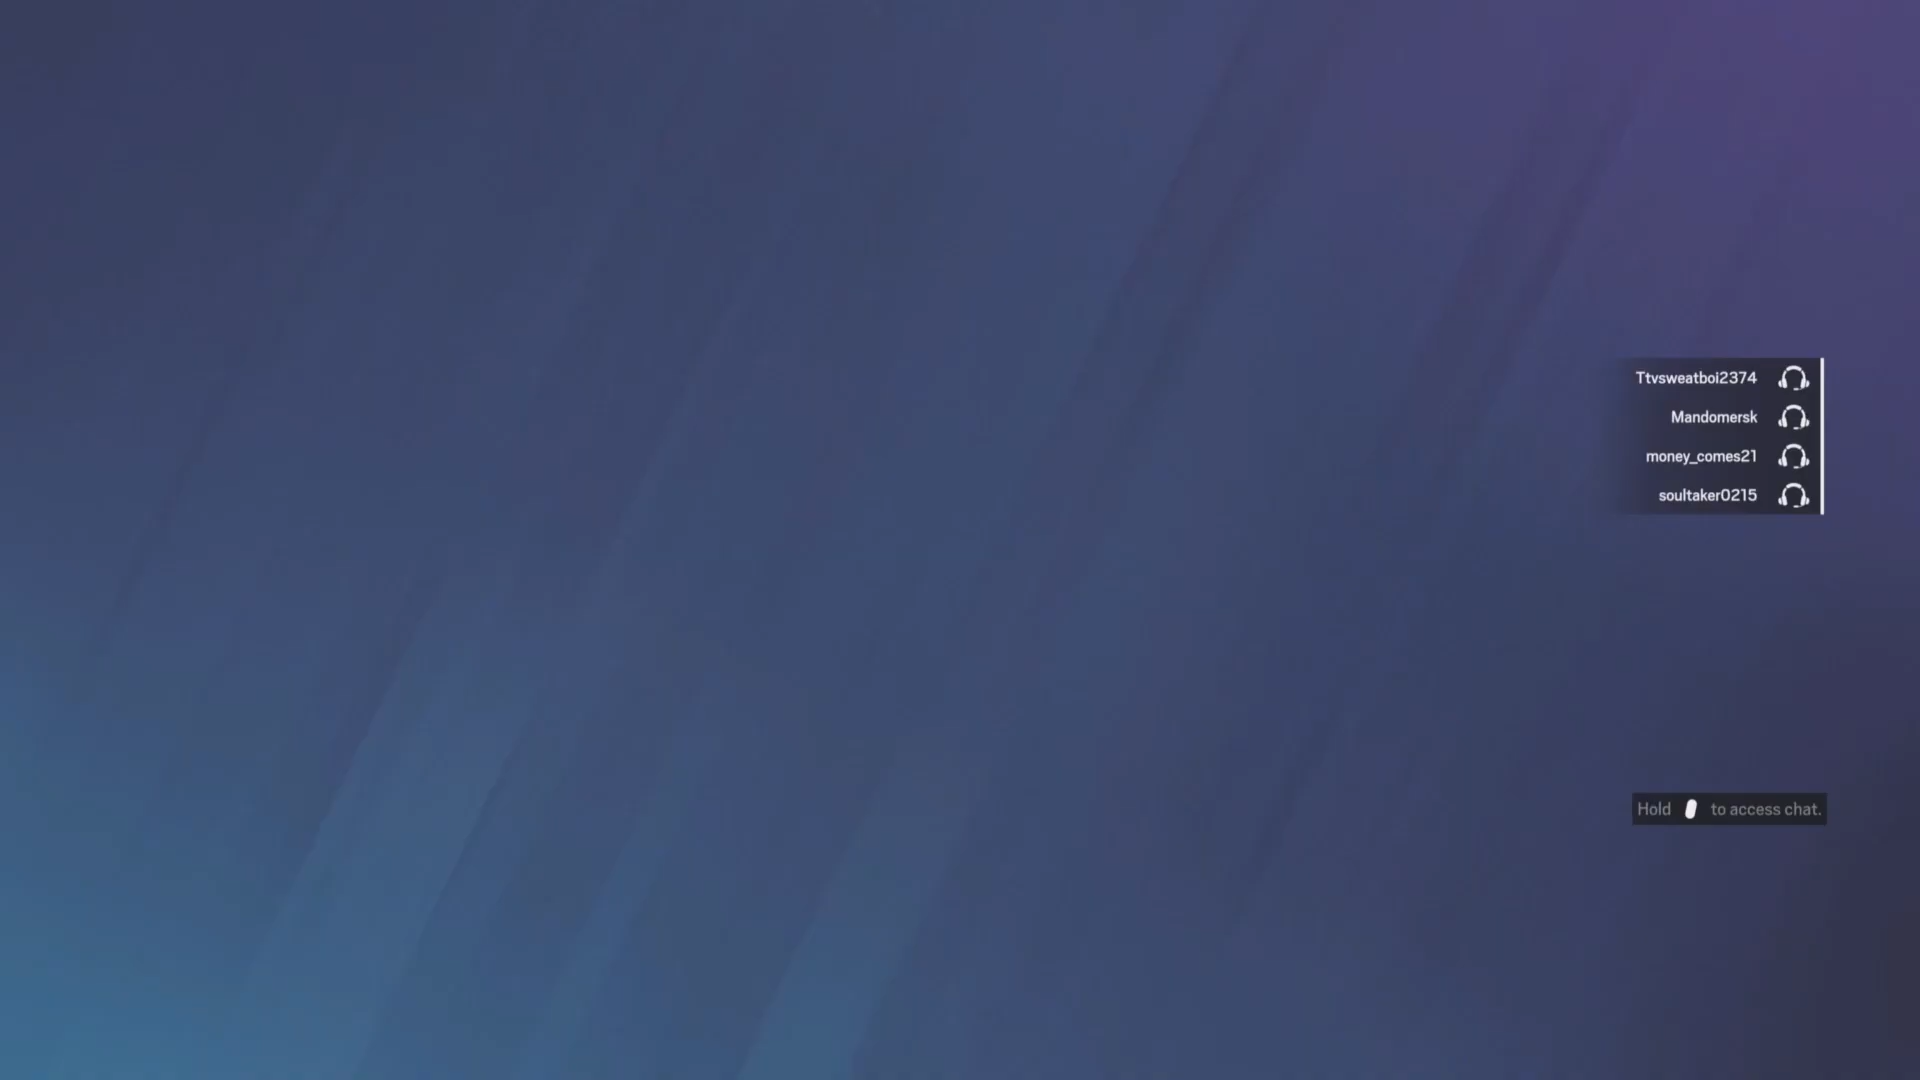 Ttvsweatboi2374
Mandomersk
money_comes21
soultaker0215
Hold to access chat.